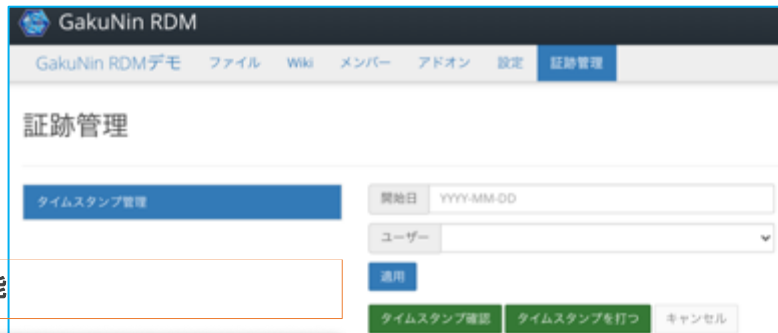 GakuNin RDM
GakuNin RDMデモ ファイル Wiki メンバー アドオン 設定 証跡管理
証跡管理
タイムスタンプ管理
開始日 YYYY-MM-DD
ユーザー
適用
タイムスタンプ確認 タイムスタンプを打つ キャンセル